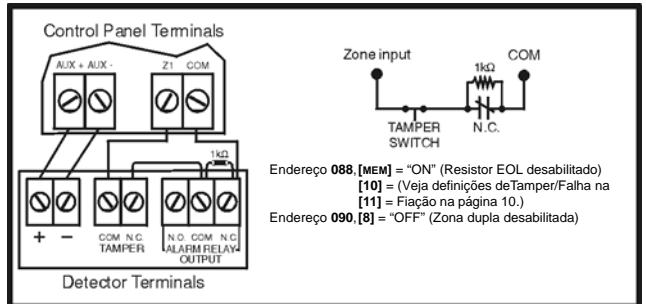 Control Panel Terminals
AUX + AUX -
Z1 COM
1kΩ
+ -
COM N.C.
TAMPER
N.O. COM N.C
ALARM RELAY
OUTPUT
Detector Terminals
Zone input
COM
1kΩ
TAMPER
SWITCH
N.C.
Endereço 088,[MEM] = “ON” (Resistor EOL desabilitado)
[10] = (Veja definições deTamper/Falha na
[11] = Fiação na página 10.)
Endereço 090,[8] = “OFF” (Zona dupla desabilitada)